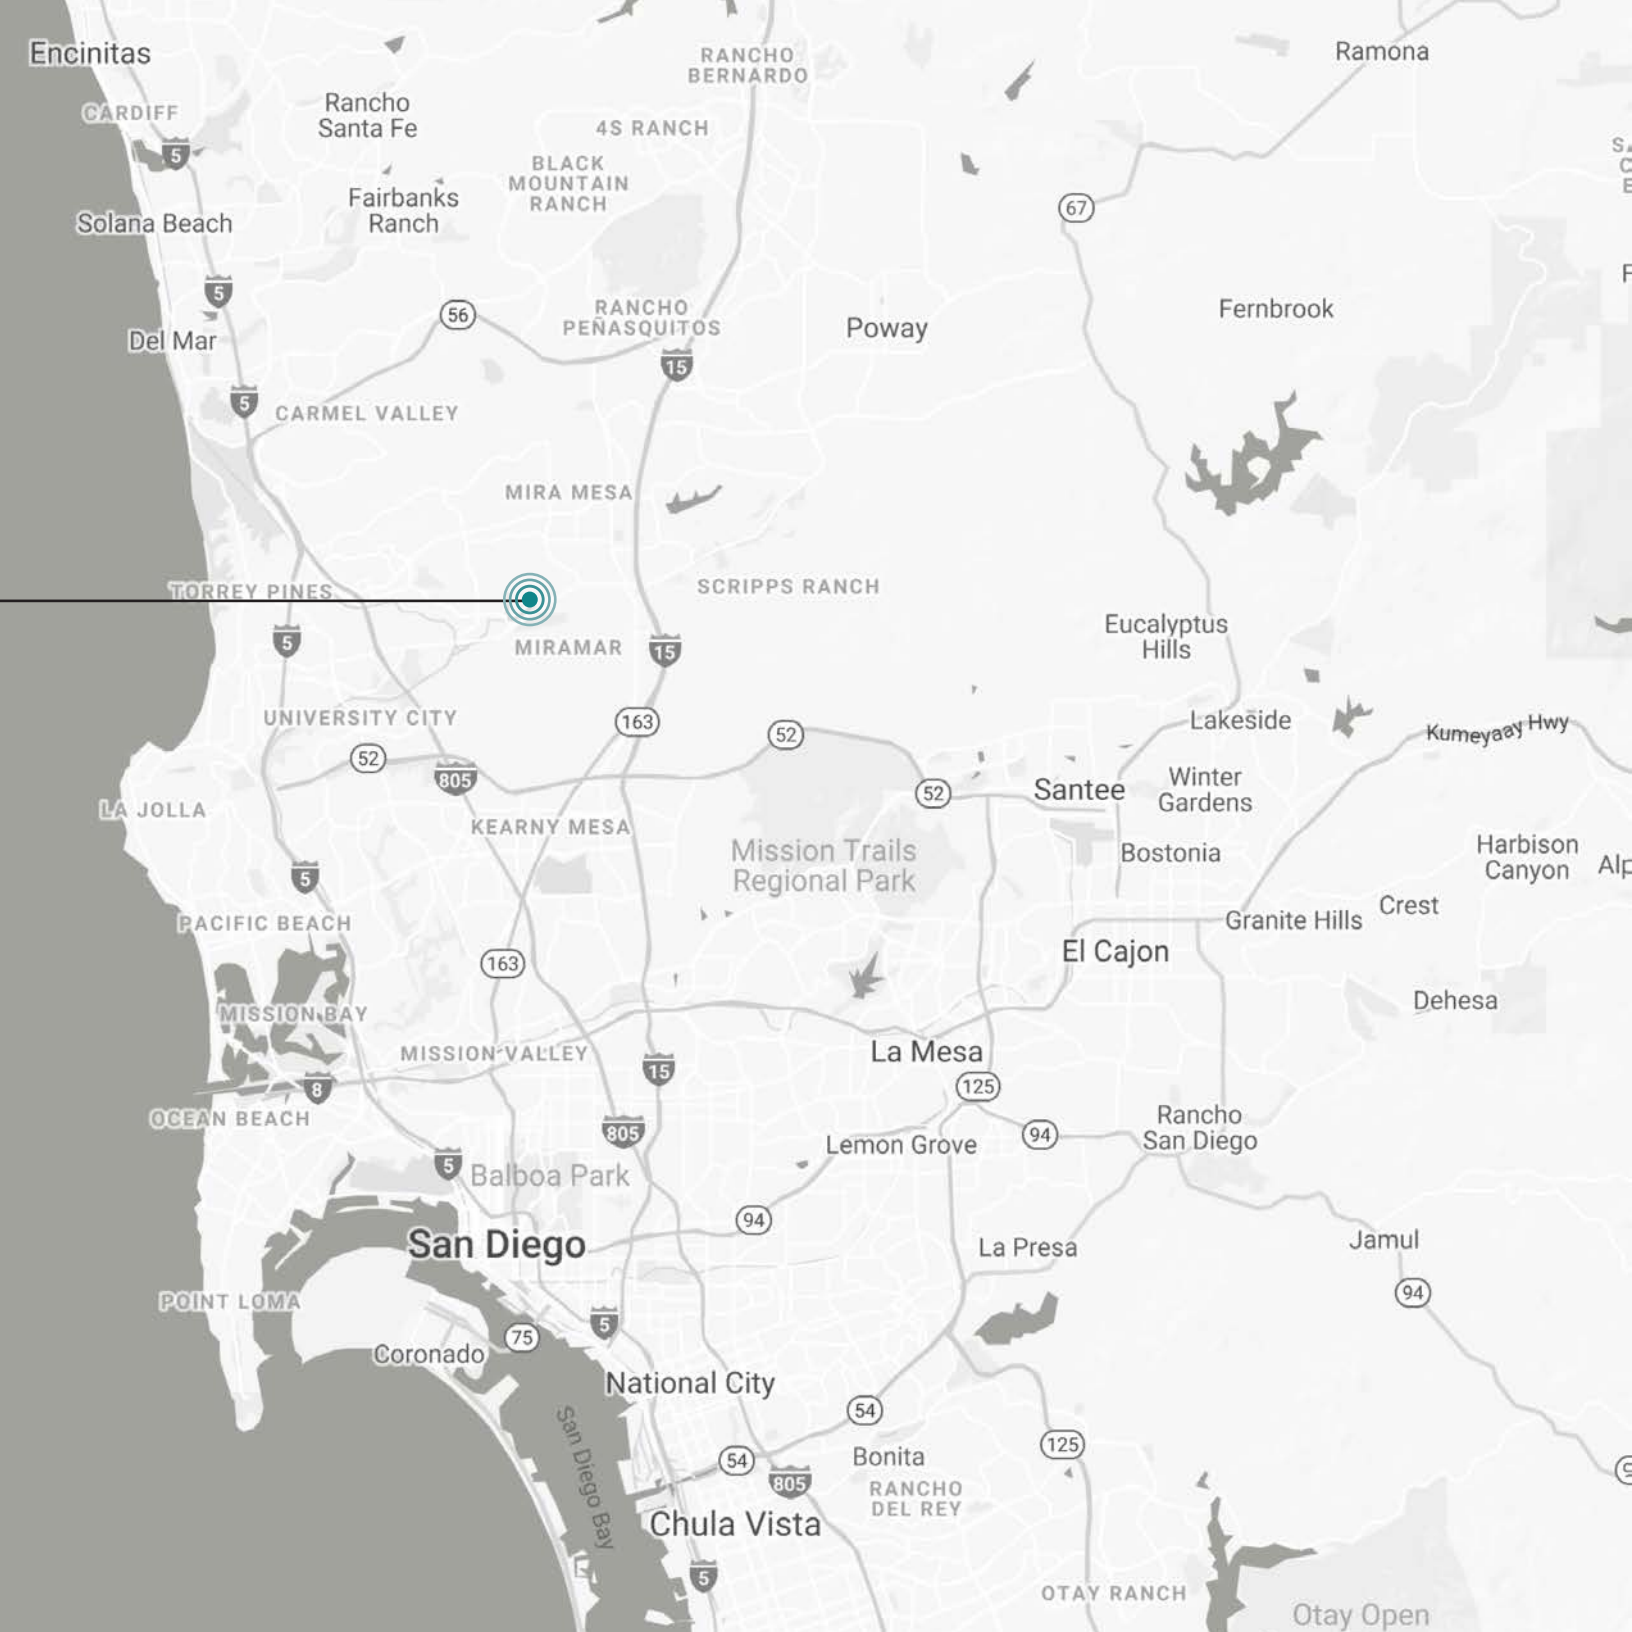 Encinitas
RANCHO
BERNARDO
Ramona
CARDIFF
Rancho
Santa Fe
4S RANCH
5
BLACK
MOUNTAIN
RANCH
Fairbanks
Ranch
67
Solana Beach
5
56
RANCHO
PEÑASQUITOS
Poway
Fernbrook
Del Mar
15
5
CARMEL VALLEY
MIRA MESA
TORREY PINES
SCRIPPS RANCH
5
MIRAMAR
15
Eucalyptus
Hills
UNIVERSITY CITY
163
52
Lakeside
Kumeyaay Hwy
52
805
52
Santee
Winter
Gardens
LA JOLLA
KEARNY MESA
Mission Trails
Regional Park
Bostonia
Harbison
Canyon
Alp
5
PACIFIC BEACH
Granite Hills
Crest
163
El Cajon
MISSION BAY
Dehesa
MISSION VALLEY
La Mesa
15
8
125
OCEAN BEACH
805
Lemon Grove
94
Rancho
San Diego
5
Balboa Park
94
San Diego
La Presa
Jamul
POINT LOMA
94
5
75
Coronado
National City
54
San Diego Bay
125
54
Bonita
805
RANCHO
DEL REY
Chula Vista
5
OTAY RANCH
Otay Open